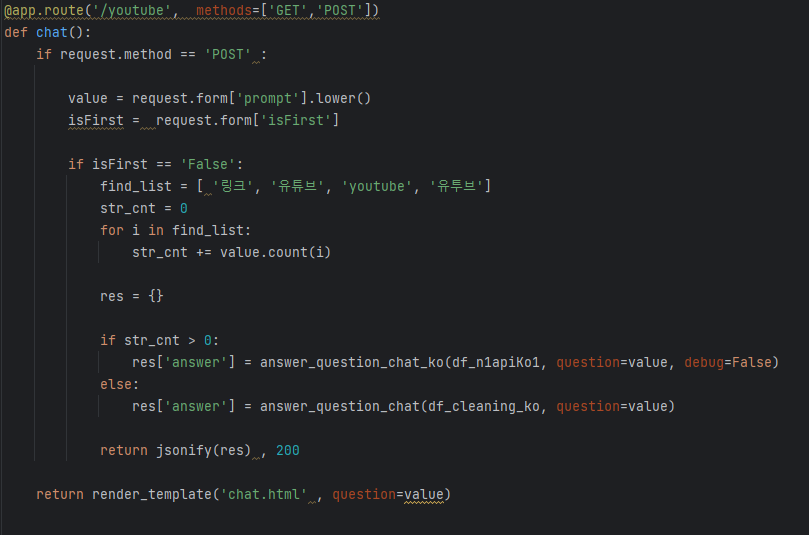 @app.route('/youtube',  methods=['GET','POST'])
def chat():
    if request.method == 'POST' :
        value = request.form['prompt'].lower()
        isFirst =  request.form['isFirst']
        if isFirst == 'False':
            find_list = [ '링크', '유튜브', 'youtube', '유투브']
            str_cnt = 0
            for i in find_list:
                str_cnt += value.count(i)
            res = {}
            if str_cnt > 0:
                res['answer'] = answer_question_chat_ko(df_n1apiKo1, question=value, debug=False)
            else:
                res['answer'] = answer_question_chat(df_cleaning_ko, question=value)
            return jsonify(res) , 200
    return render_template('chat.html' , question=value)